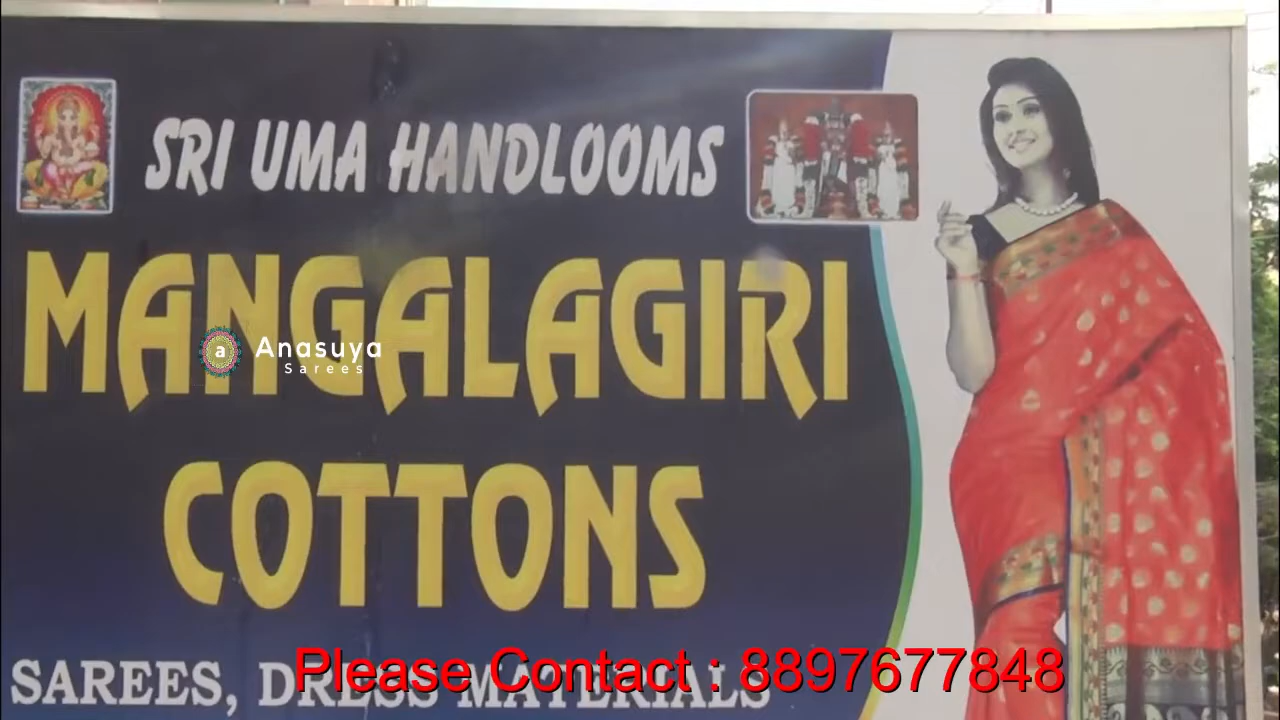 SRI UMA HANDLOOMS
MANGALAGIRI
a Anasuya
Sarees
COTTONS
SAREES, DRESS MATERIALS
Please Contact : 8897677848